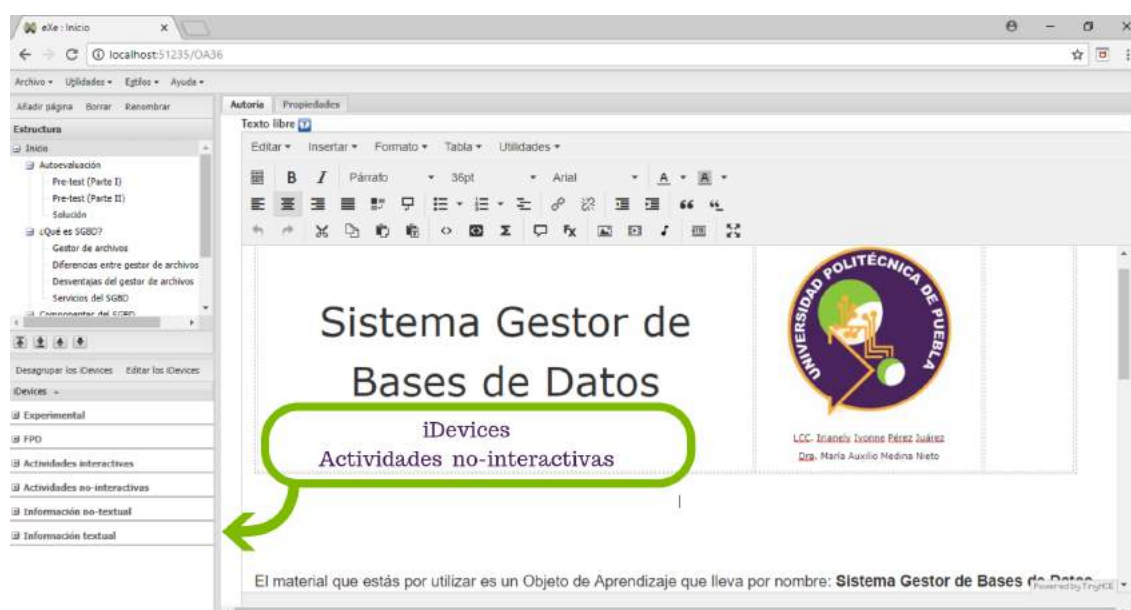 eXe : Inicio
localhost:51235/OA36
Archivo Utilidades Estilos Ayuda
Añadir página Borrar Renombrar
Estructura
Inicio
Autoevaluación
Pre-test (Parte I)
Pre-test (Parte II)
Solución
¿Qué es SGBD?
Gestor de archivos
Diferencias entre gestor de archivos
Desventajas del gestor de archivos
Servicios del SGBD
Componentes del SGBD
Desagrupar los iDevices Editar los iDevices
iDevices
Experimental
FPD
Actividades interactivas
Actividades no-interactivas
Información no-textual
Información textual
Autoría Propiedades
Texto libre
Editar Insertar Formato Tabla Utilidades
B I Párrafo 36pt Arial A A
Sistema Gestor de
Bases de Datos
UNIVERSIDAD POLITÉCNICA DE PUEBLA
LCC. Irianely Ivonne Pérez Juárez
Dra. María Auxilio Medina Nieto
iDevices
Actividades no-interactivas
El material que estás por utilizar es un Objeto de Aprendizaje que lleva por nombre: Sistema Gestor de Bases de Datos
Powered by TinyMCE